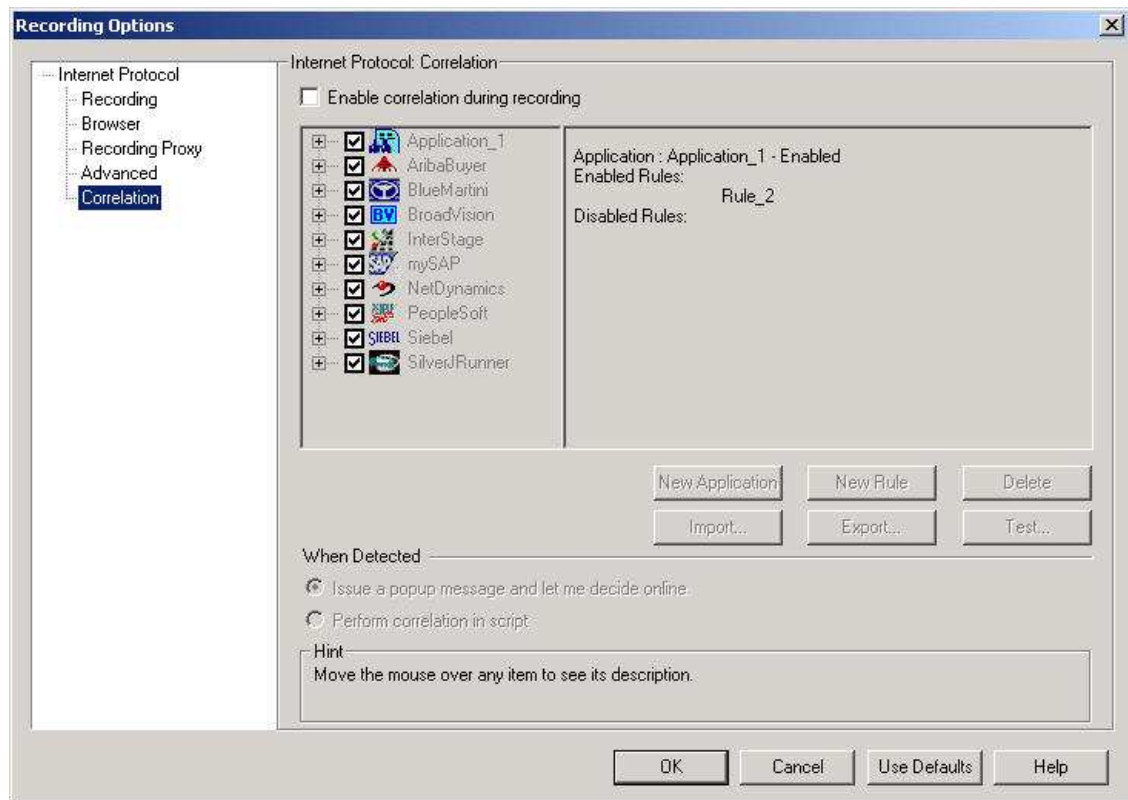 Recording Options
Internet Protocol
Recording
Browser
Recording Proxy
Advanced
Correlation
Internet Protocol: Correlation
Enable correlation during recording
Application_1
AribaBuyer
BlueMartini
BV BroadVision
InterStage
mySAP
NetDynamics
PeopleSoft
SIEBEL Siebel
SilverJRunner
Application : Application_1 - Enabled
Enabled Rules:
Rule_2
Disabled Rules:
New Application New Rule Delete
Import... Export... Test...
When Detected
Issue a popup message and let me decide online.
Perform correlation in script
Hint
Move the mouse over any item to see its description.
OK Cancel Use Defaults Help